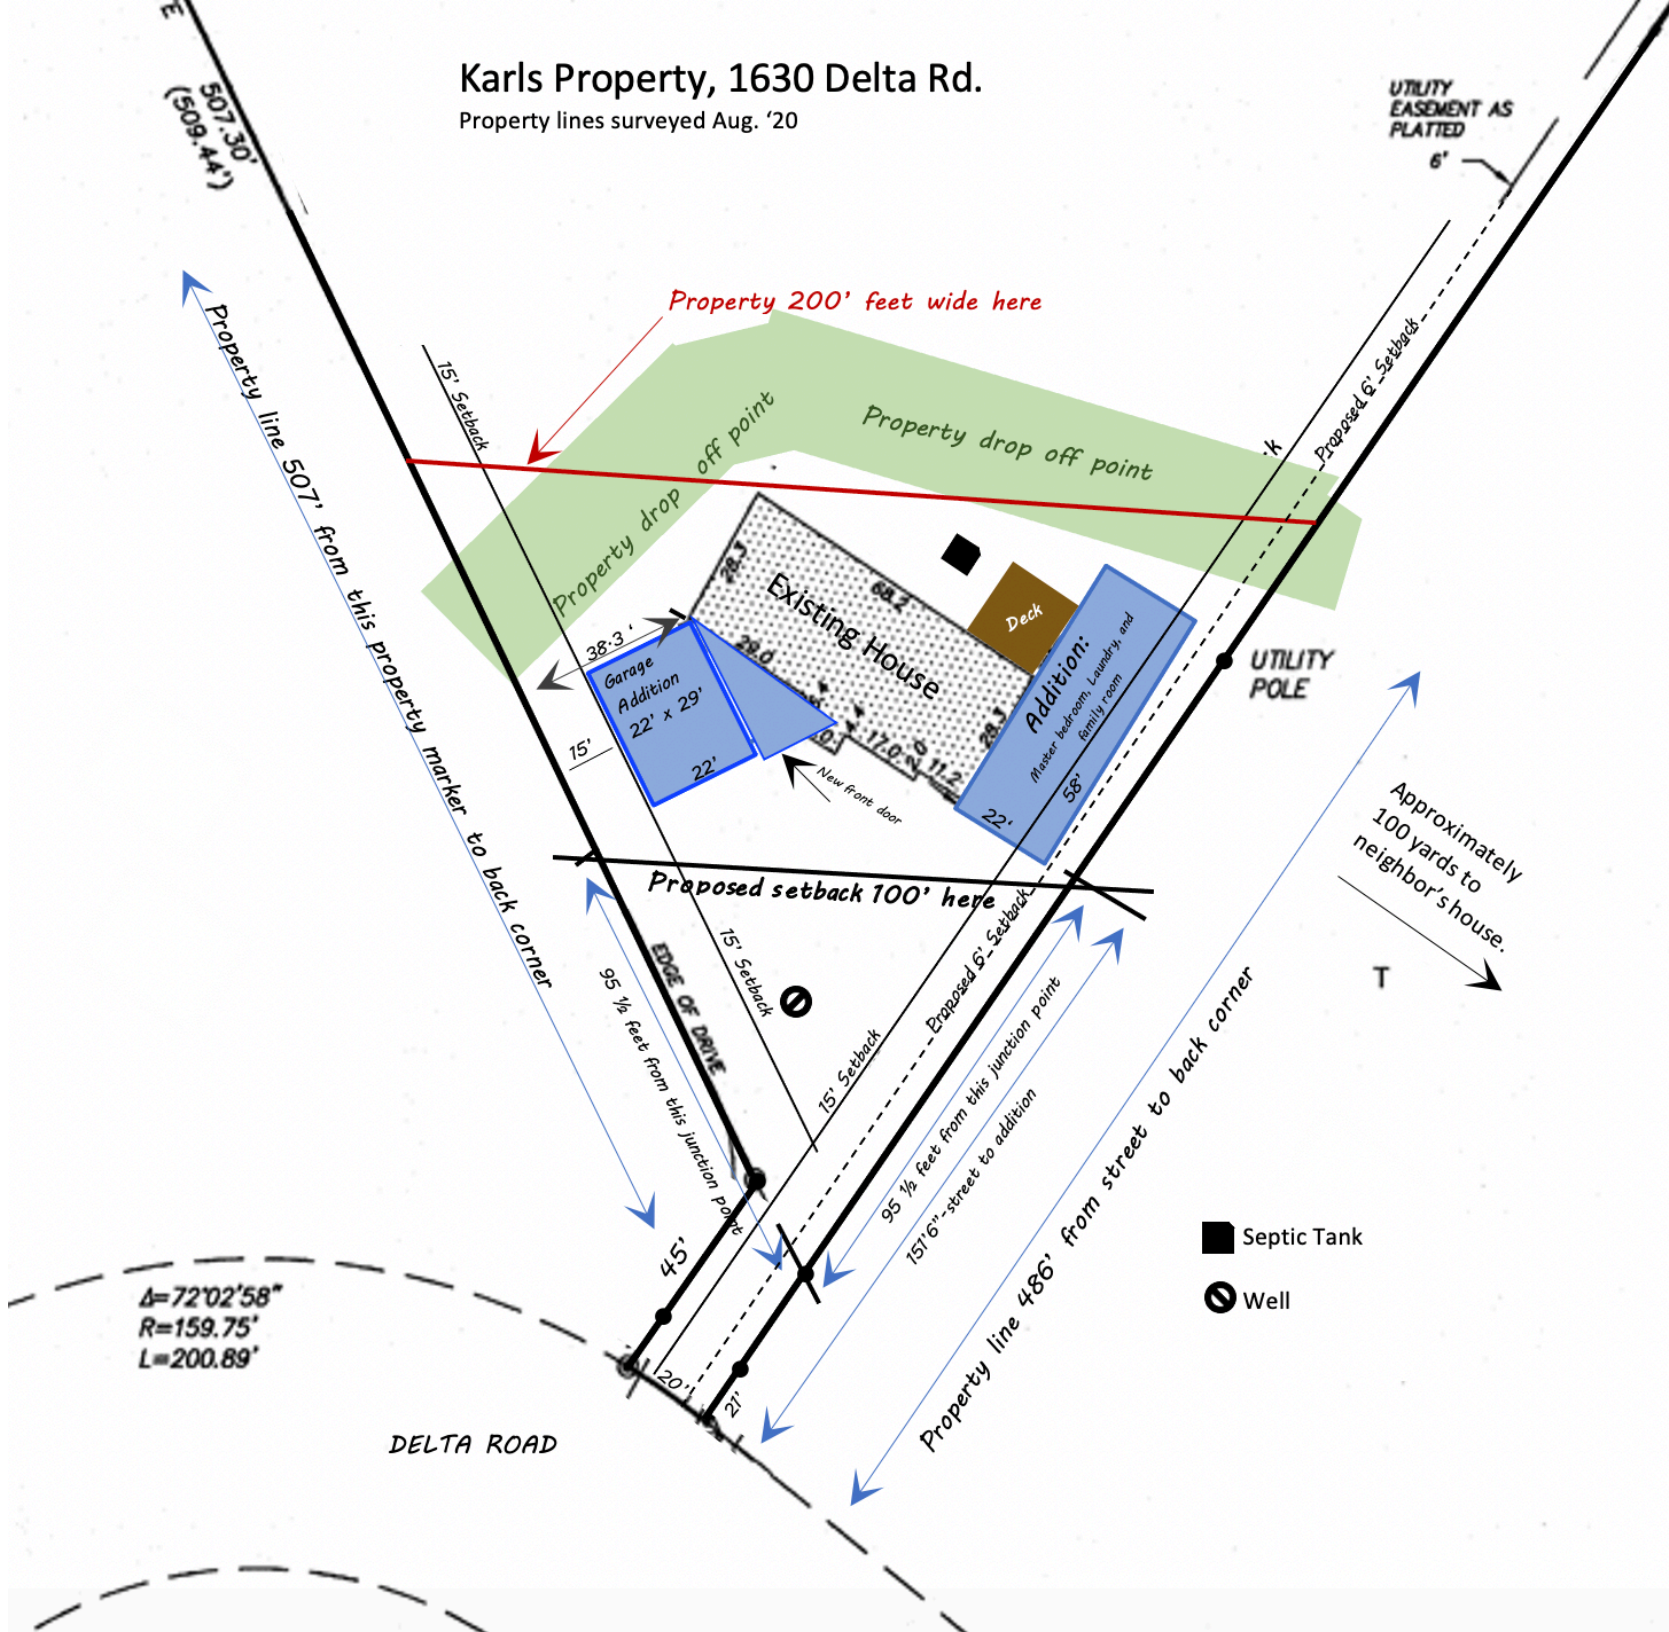 E
507.30'
(509.44')
Karls Property, 1630 Delta Rd.
Property lines surveyed Aug. ‘20
UTILITY
EASEMENT AS
PLATTED
6'
Property 200’ feet wide here
15’ Setback
Proposed 6’ Setback
k
Property drop off point
Property drop off point
Property line 507’ from this property marker to back corner
28.3
68.2
Existing House
29.0
17.0
11.2
28.3
Deck
38.3 ‘
Garage
Addition
22’ x 29’
22’
15’
New front door
Addition:
Master bedroom, Laundry, and
family room
58’
22‘
UTILITY
POLE
Approximately
100 yards to
neighbor’s house.
T
Proposed setback 100’ here
EDGE OF DRIVE
15’ Setback
95 ½ feet from this junction point
15’ Setback
Proposed 6’ Setback
95 ½ feet from this junction point
151’6”-street to addition
Property line 486’ from street to back corner
45’
20’
21’
Septic Tank
Well
Δ=72°02'58"
R=159.75'
L=200.89'
DELTA ROAD